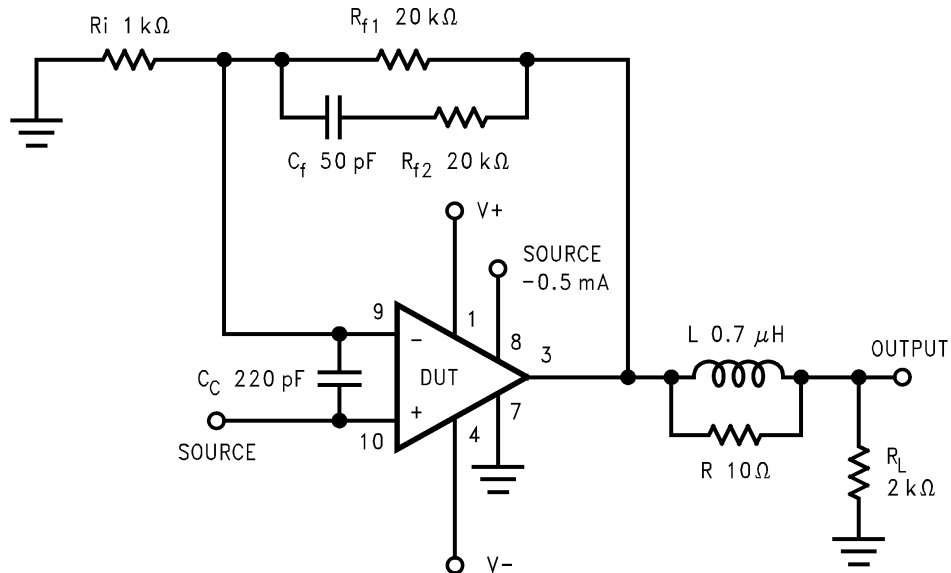 Ri 1 kΩ
Rf1 20 kΩ
Cf 50 pF
Rf2 20 kΩ
V+
SOURCE
−0.5 mA
9
1
8
3
L 0.7 μH
OUTPUT
−
CC 220 pF
DUT
+
7
10
4
SOURCE
R 10Ω
RL
2 kΩ
V−